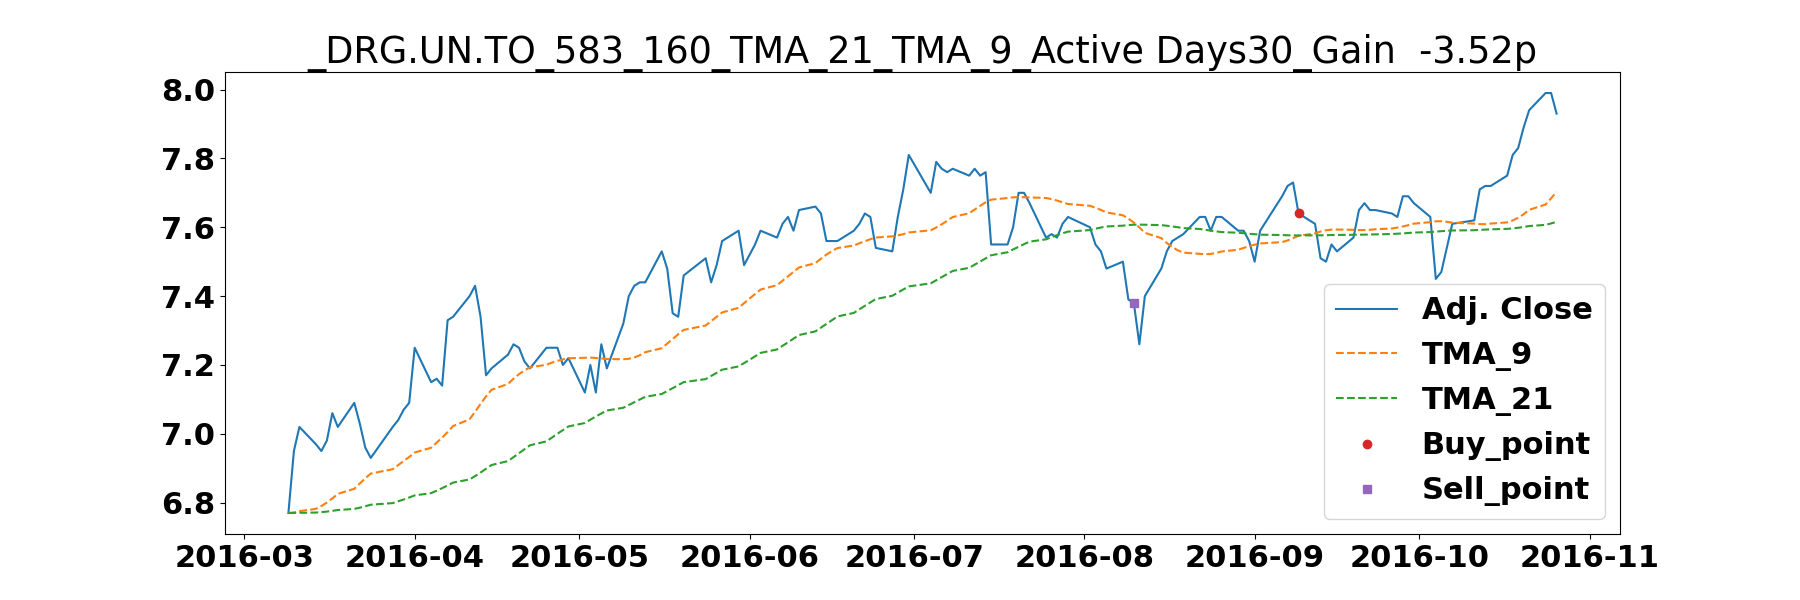 _DRG.UN.TO_583_160_TMA_21_TMA_9_Active Days30_Gain  -3.52p
8.0
7.8
7.6
7.4
7.2
7.0
6.8
Adj. Close
TMA_9
TMA_21
Buy_point
Sell_point
2016-03 2016-04 2016-05 2016-06 2016-07 2016-08 2016-09 2016-10 2016-11